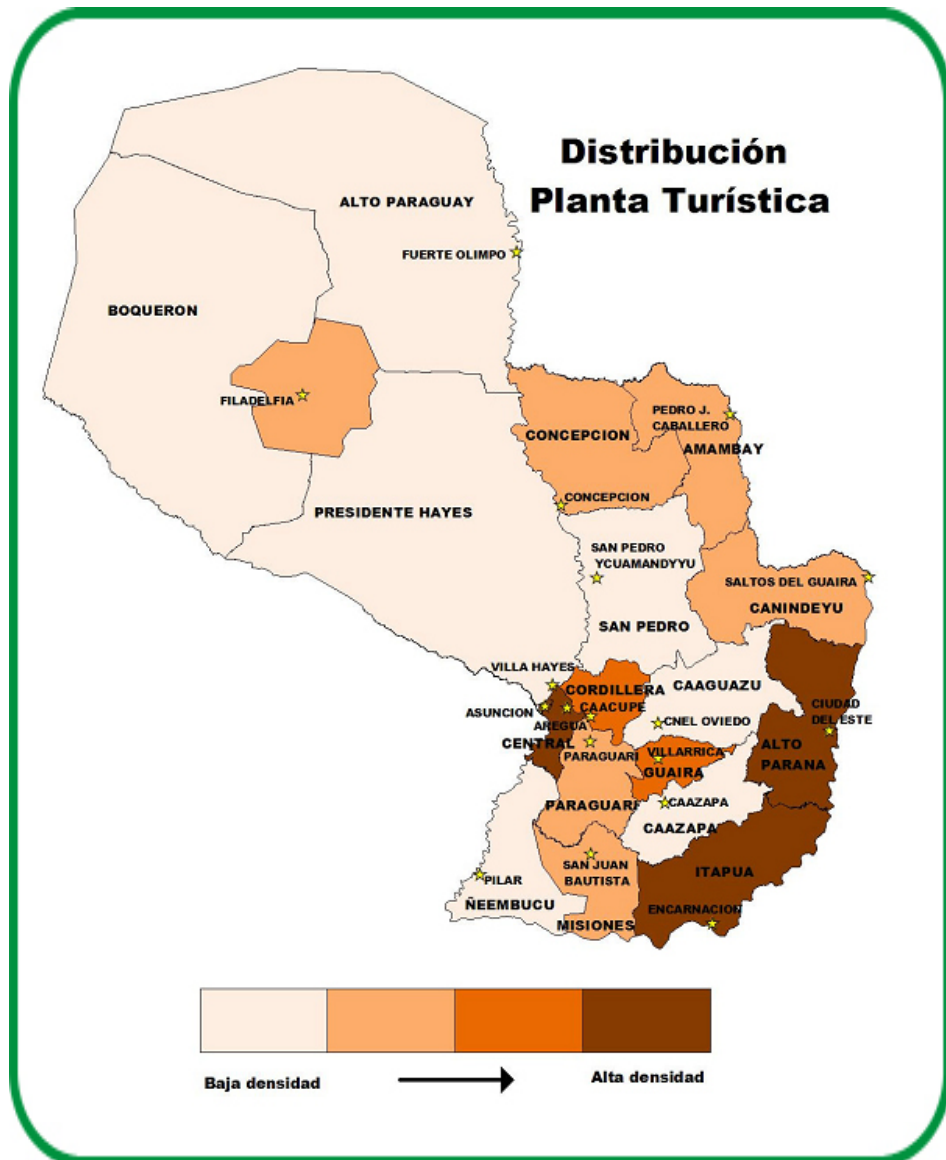 Distribución
Planta Turística
ALTO PARAGUAY
FUERTE OLIMPO
BOQUERON
FILADELFIA
PEDRO J.
CABALLERO
CONCEPCION
AMAMBAY
CONCEPCION
PRESIDENTE HAYES
SAN PEDRO
YCUAMANDYYU
SALTOS DEL GUAIRA
CANINDEYU
SAN PEDRO
VILLA HAYES
CORDILLERA
CAAGUAZU
CAACUPE
ASUNCION
AREGUA
CNEL OVIEDO
CIUDAD
DEL ESTE
CENTRAL
PARAGUARI
VILLARRICA
GUAIRA
ALTO
PARANA
PARAGUARI
CAAZAPA
CAAZAPA
SAN JUAN
BAUTISTA
ITAPUA
PILAR
ÑEEMBUCU
ENCARNACION
MISIONES
Baja densidad
Alta densidad